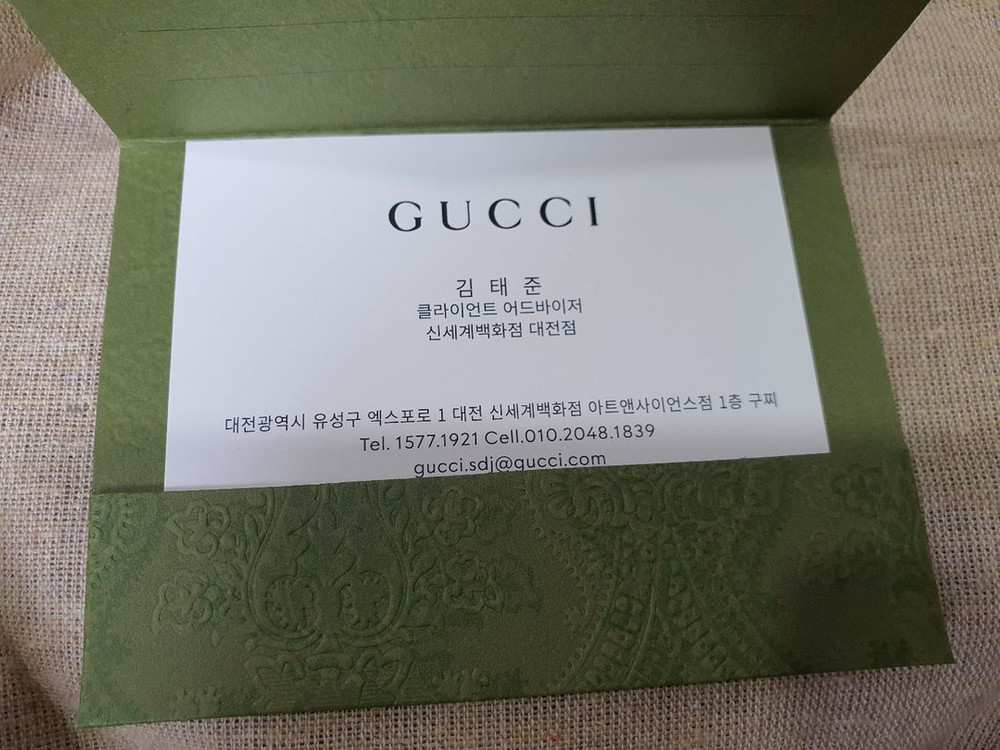 GUCCI
김 태 준
클라이언트 어드바이저
신세계백화점 대전점
대전광역시 유성구 엑스포로 1 대전 신세계백화점 아트앤사이언스점 1층 구찌
Tel. 1577.1921 Cell.010.2048.1839
gucci.sdj@gucci.com